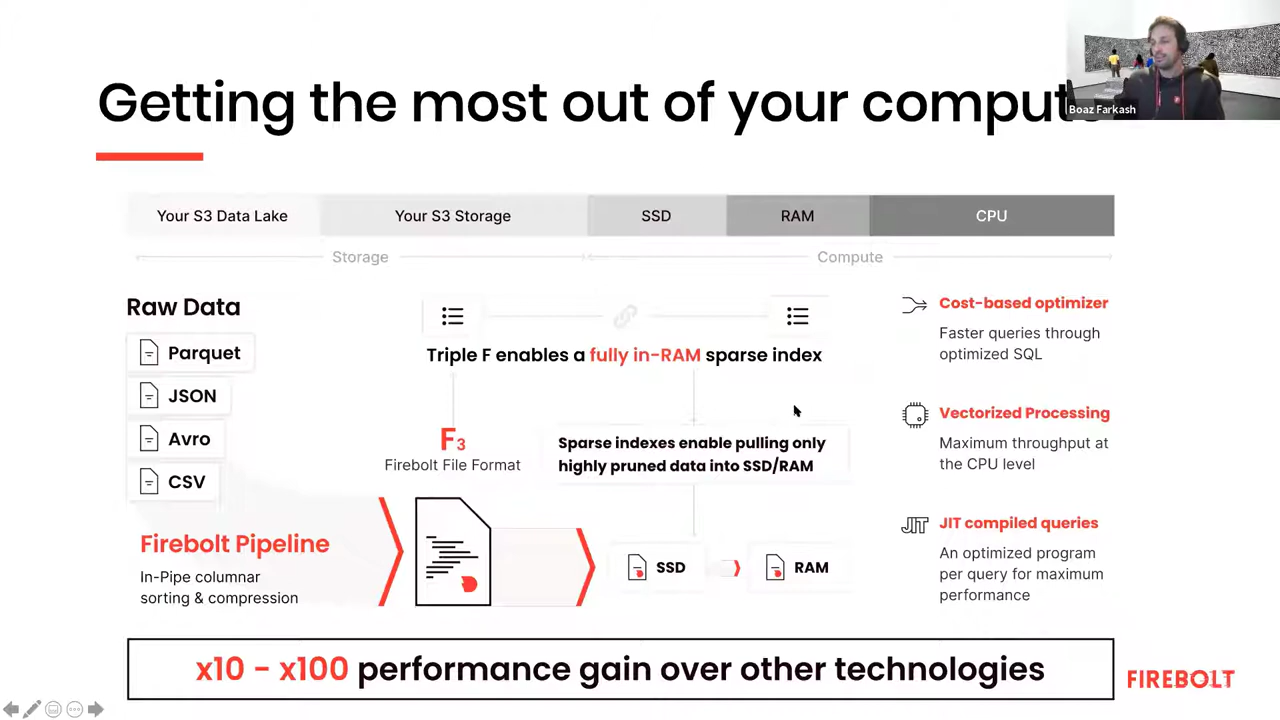 Getting the most out of your comput
Boaz Farkash
Your S3 Data Lake
Your S3 Storage
SSD
RAM
CPU
Storage
Compute
Raw Data
Parquet
JSON
Avro
CSV
Triple F enables a fully in-RAM sparse index
F3
Firebolt File Format
Sparse indexes enable pulling only
highly pruned data into SSD/RAM
Firebolt Pipeline
In-Pipe columnar
sorting & compression
SSD
RAM
Cost-based optimizer
Faster queries through
optimized SQL
Vectorized Processing
Maximum throughput at
the CPU level
JIT
JIT compiled queries
An optimized program
per query for maximum
performance
x10 - x100 performance gain over other technologies
FIREBOLT